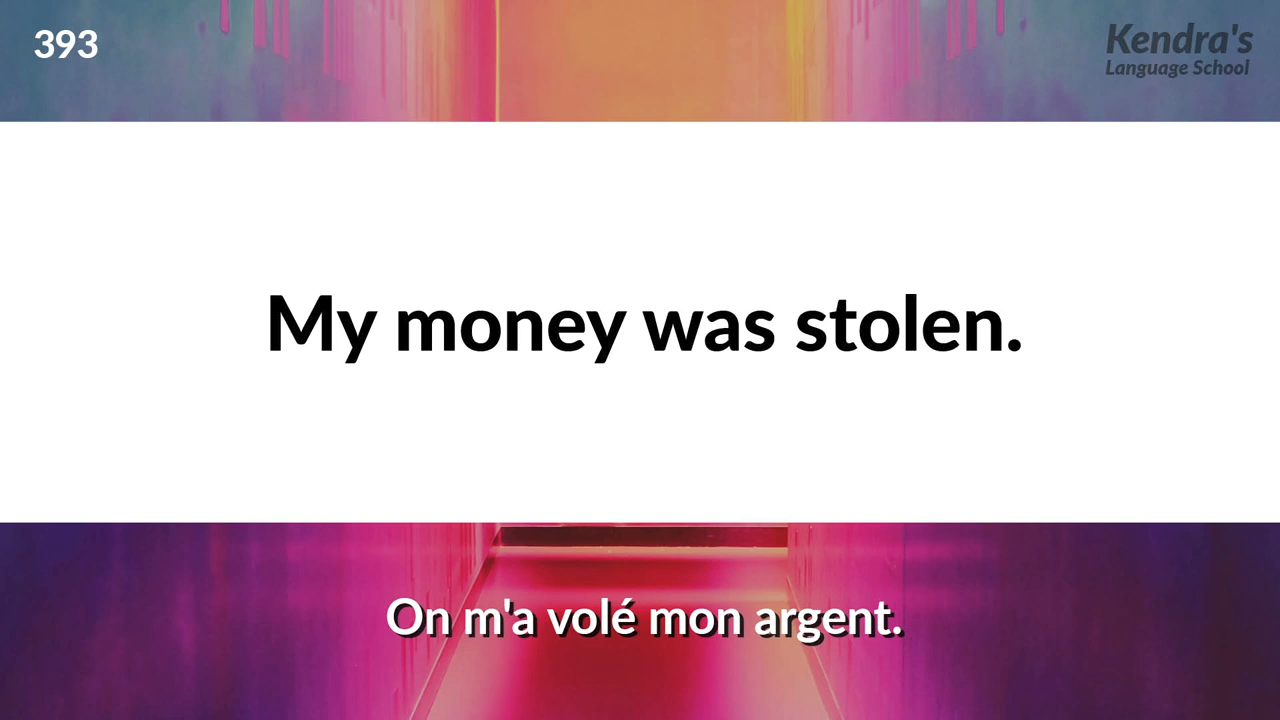 393
Kendra's
Language School
My money was stolen.
On m'a volé mon argent.